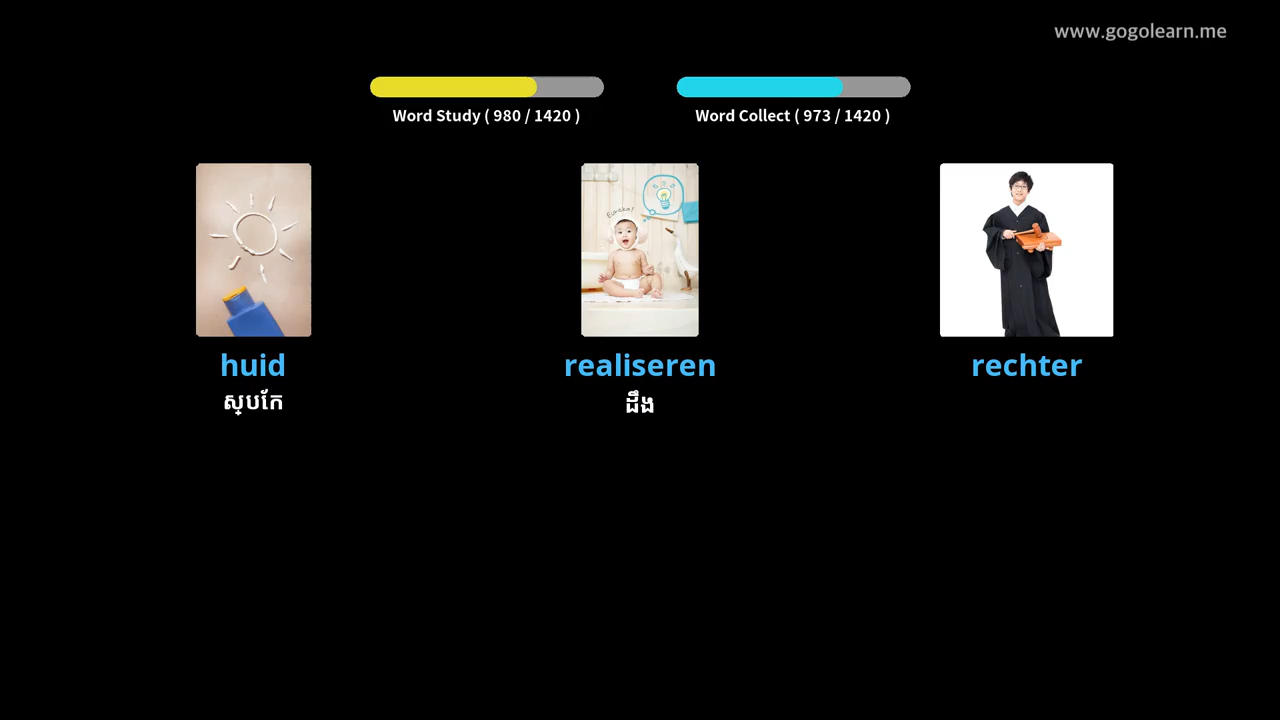 www.gogolearn.me
Word Study ( 980 / 1420 )
Word Collect ( 973 / 1420 )
Eureka!
huid
realiseren
rechter
ស្បែក
ដឹង